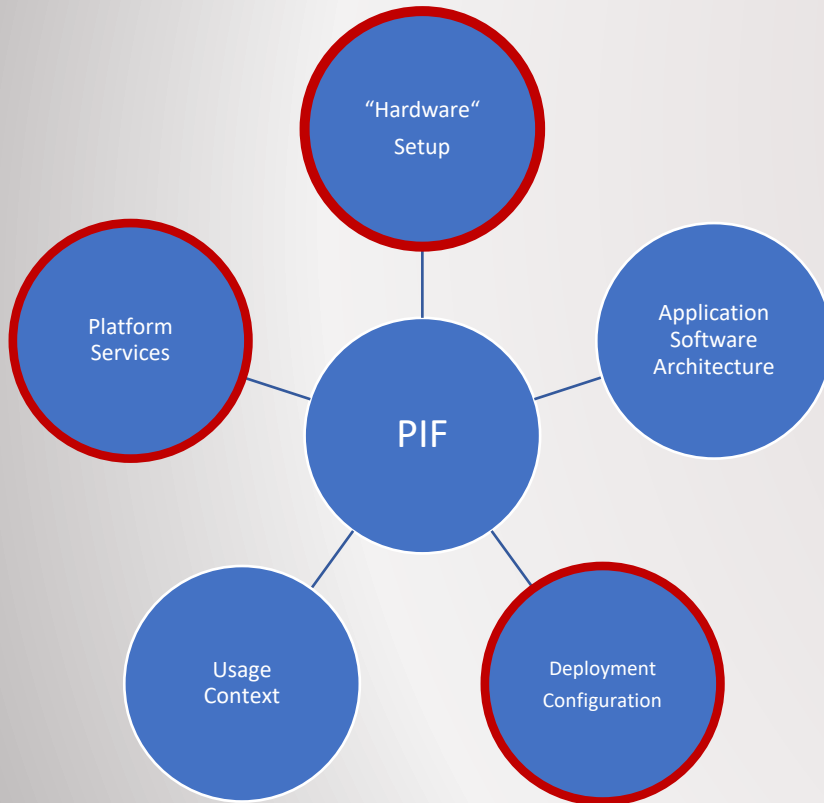 “Hardware“
Setup
Platform
Services
Application
Software
Architecture
PIF
Usage
Context
Deployment
Configuration